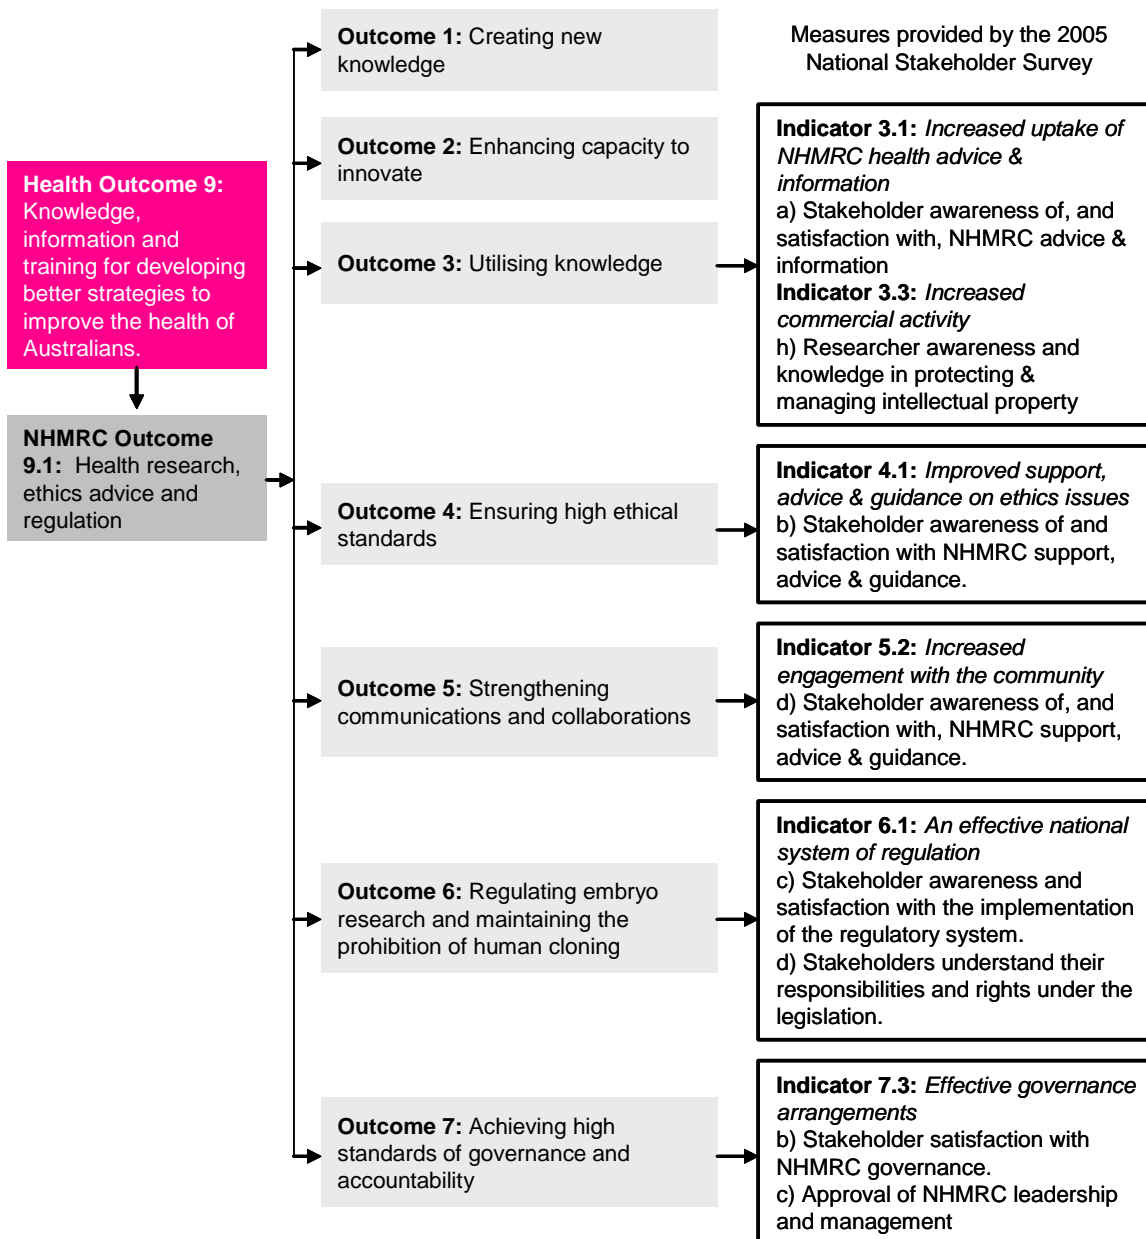 Outcome 1: Creating new
knowledge
Measures provided by the 2005
National Stakeholder Survey
Outcome 2: Enhancing capacity to
innovate
Health Outcome 9:
Knowledge,
information and
training for developing
better strategies to
improve the health of
Australians.
Outcome 3: Utilising knowledge
Indicator 3.1: Increased uptake of
NHMRC health advice &
information
a) Stakeholder awareness of, and
satisfaction with, NHMRC advice &
information
Indicator 3.3: Increased
commercial activity
h) Researcher awareness and
knowledge in protecting &
managing intellectual property
NHMRC Outcome
9.1: Health research,
ethics advice and
regulation
Outcome 4: Ensuring high ethical
standards
Indicator 4.1: Improved support,
advice & guidance on ethics issues
b) Stakeholder awareness of and
satisfaction with NHMRC support,
advice & guidance.
Outcome 5: Strengthening
communications and collaborations
Indicator 5.2: Increased
engagement with the community
d) Stakeholder awareness of, and
satisfaction with, NHMRC support,
advice & guidance.
Outcome 6: Regulating embryo
research and maintaining the
prohibition of human cloning
Indicator 6.1: An effective national
system of regulation
c) Stakeholder awareness and
satisfaction with the implementation
of the regulatory system.
d) Stakeholders understand their
responsibilities and rights under the
legislation.
Outcome 7: Achieving high
standards of governance and
accountability
Indicator 7.3: Effective governance
arrangements
b) Stakeholder satisfaction with
NHMRC governance.
c) Approval of NHMRC leadership
and management